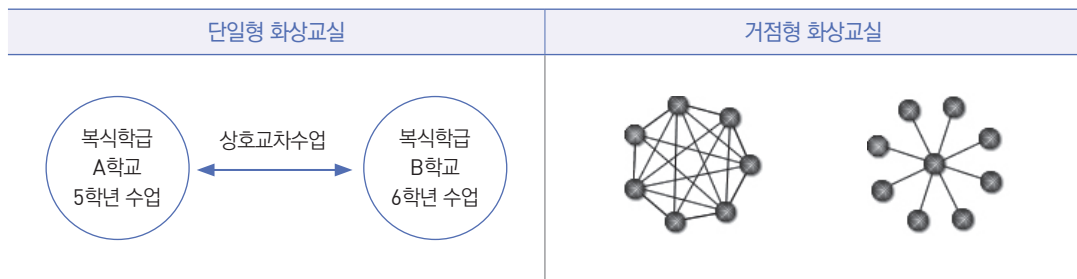 단일형 화상교실
거점형 화상교실
복식학급
A학교
5학년 수업
상호교차수업
복식학급
B학교
6학년 수업